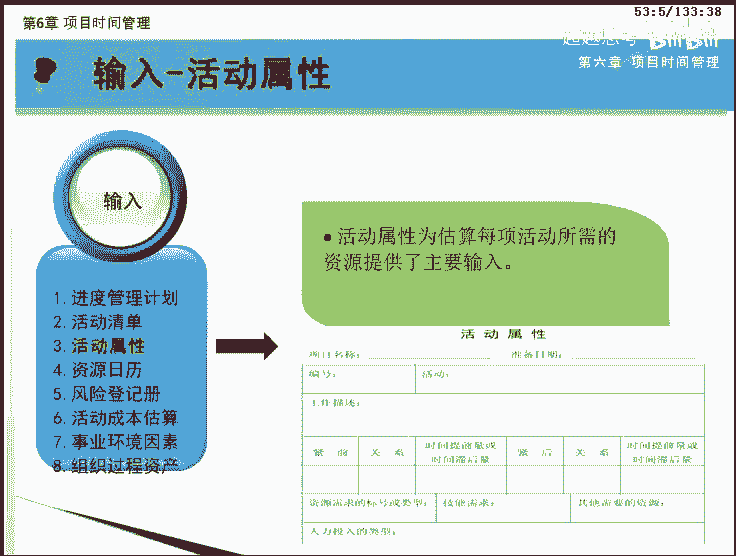 第6章 项目时间管理
53:5/133:38
第六章 项目时间管理
输入-活动属性
输入
1.进度管理计划
2.活动清单
3.活动属性
4.资源日历
5.风险登记册
6.活动成本估算
7.事业环境因素
8.组织过程资产
●活动属性为估算每项活动所需的
资源提供了主要输入。
活动属性
项目名称： 准备日期：
编号： 活动：
工作描述：
紧前 关系 时间提前量或 紧后 关系 时间提前量或
时间滞后量 时间滞后量
资源需求的标号或类型： 技能需求： 其他需要的资源：
人力投入的类型：